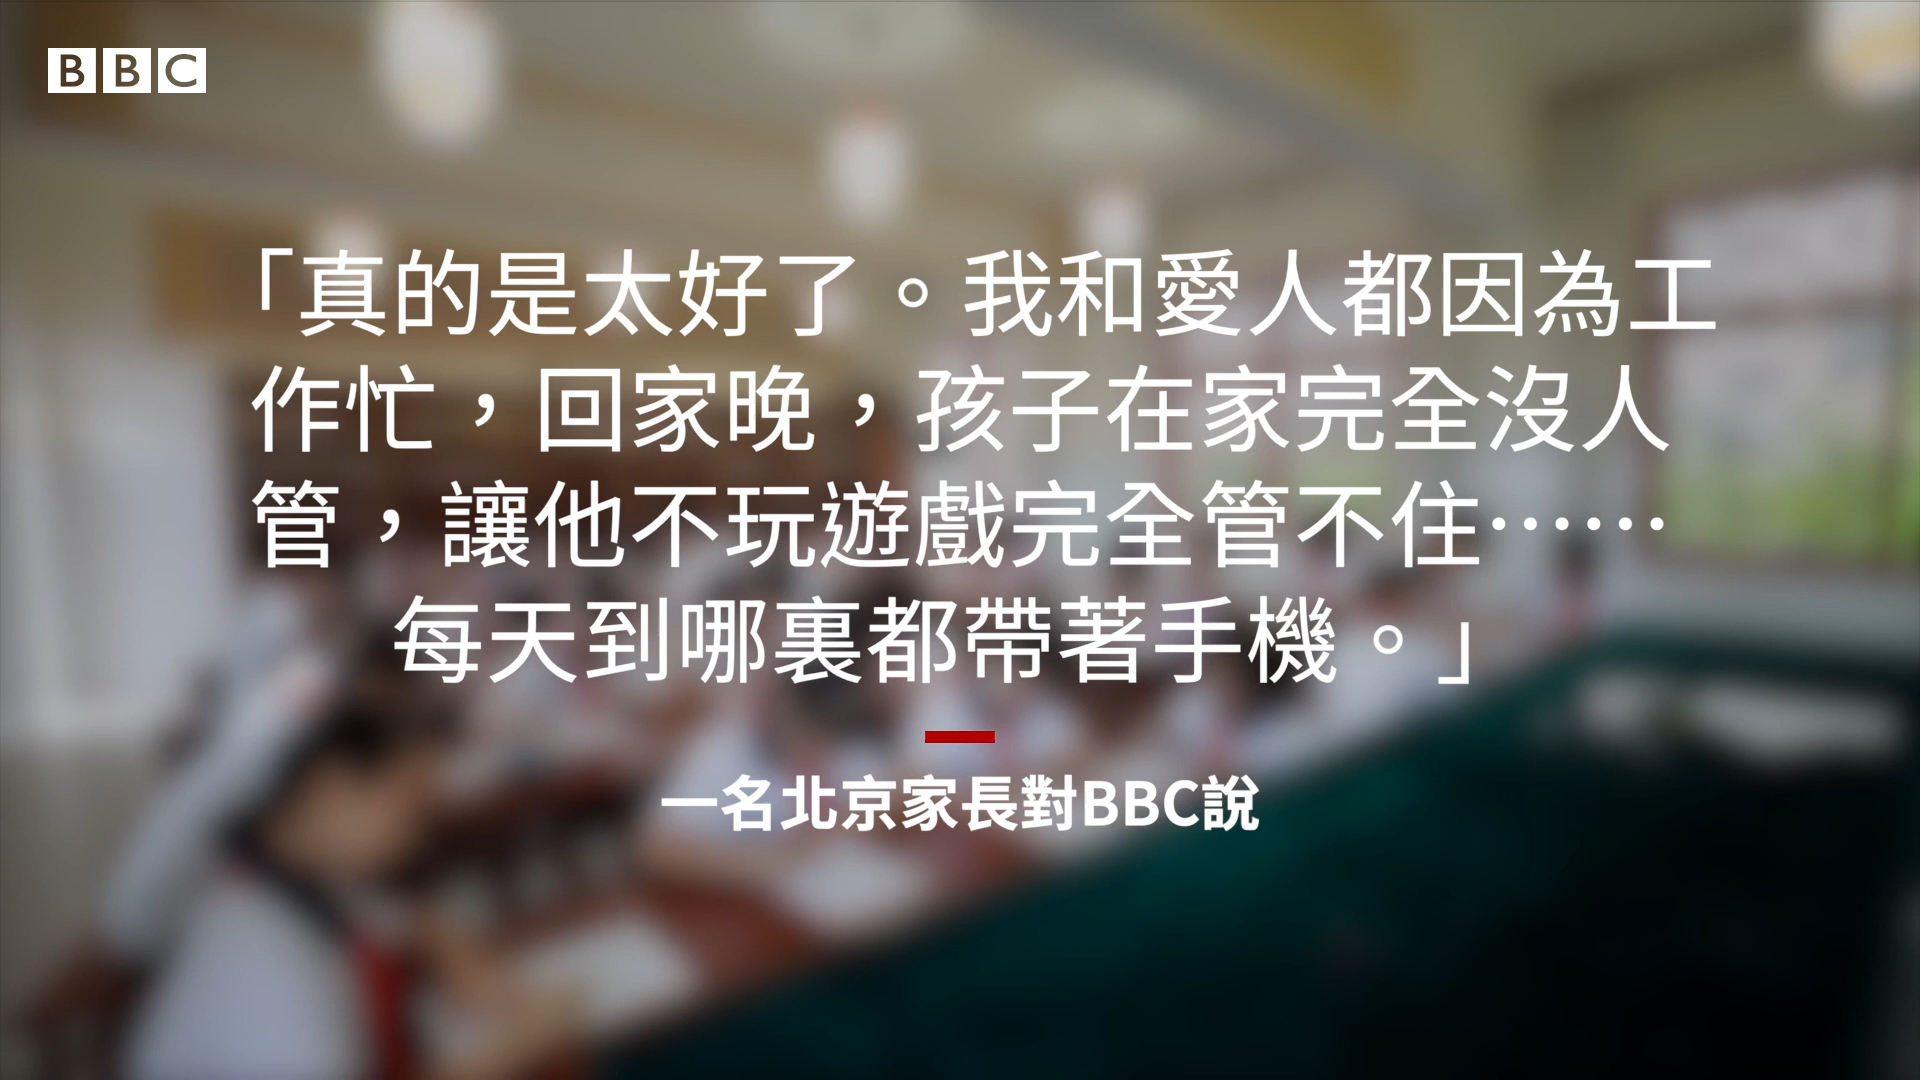 BBC
「真的是太好了。我和愛人都因為工
作忙，回家晚，孩子在家完全沒人
管，讓他不玩遊戲完全管不住……
每天到哪裏都帶著手機。」
一名北京家長對BBC說